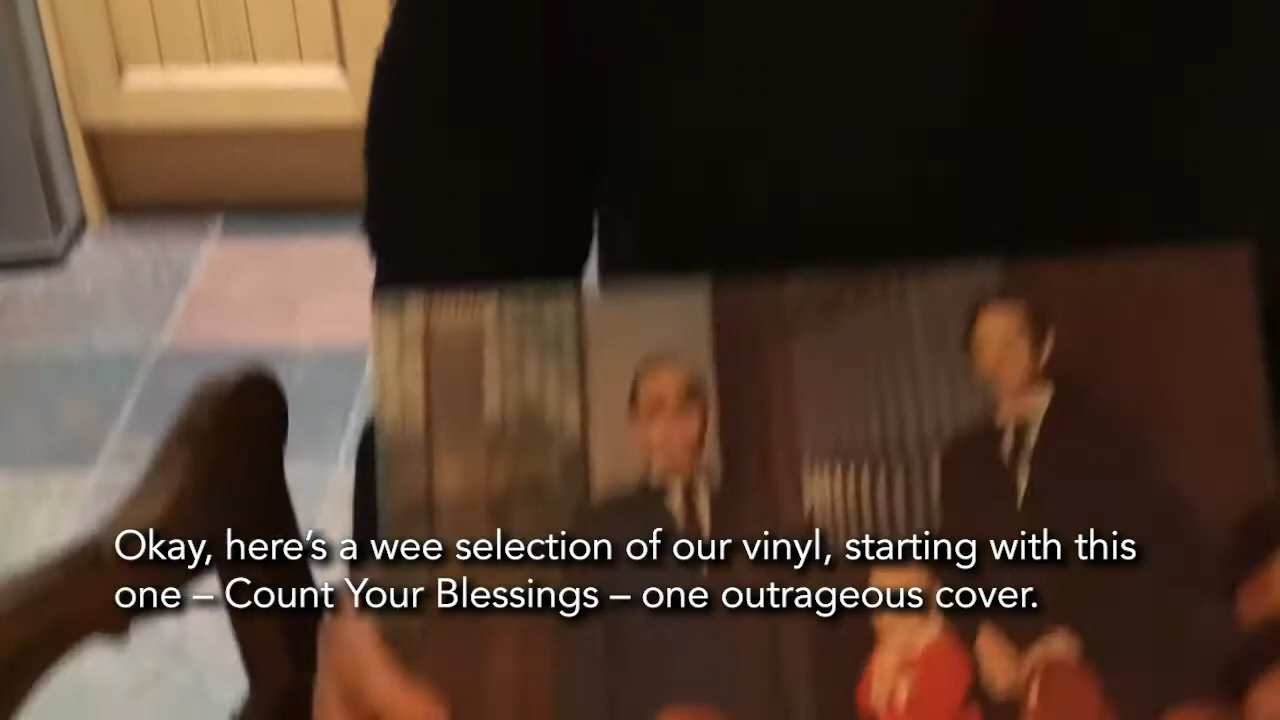 Okay, here's a wee selection of our vinyl, starting with this
one – Count Your Blessings – one outrageous cover.